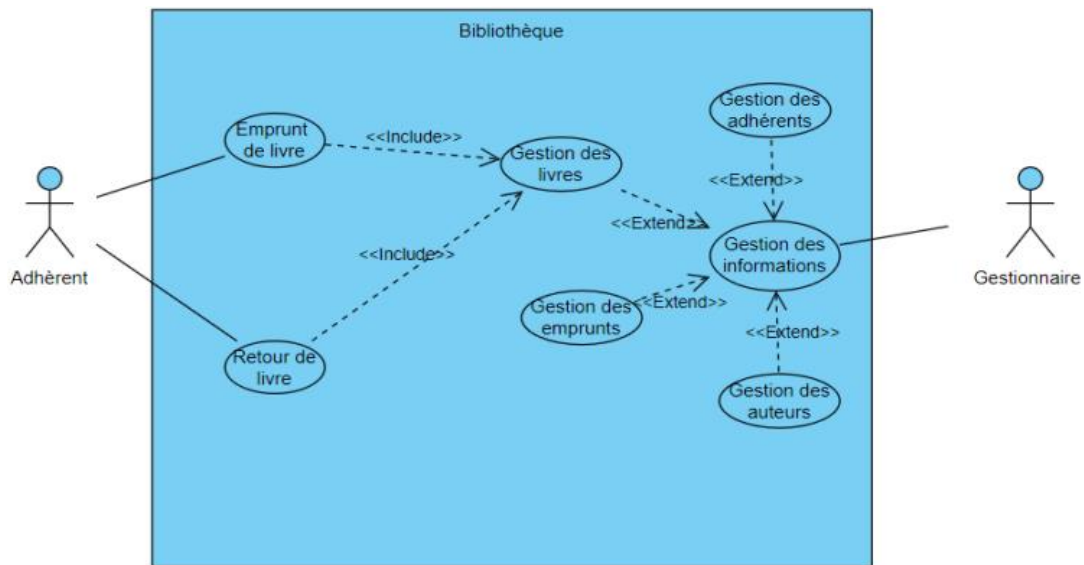 Bibliothèque
Gestion des
adhérents
Emprunt
de livre
<<Include>>
Gestion des
livres
<<Extend>>
<<Extend>>
Adhèrent
<<Include>>
Gestion des
informations
Gestionnaire
Gestion des
emprunts
<<Extend>>
<<Extend>>
Retour de
livre
Gestion des
auteurs